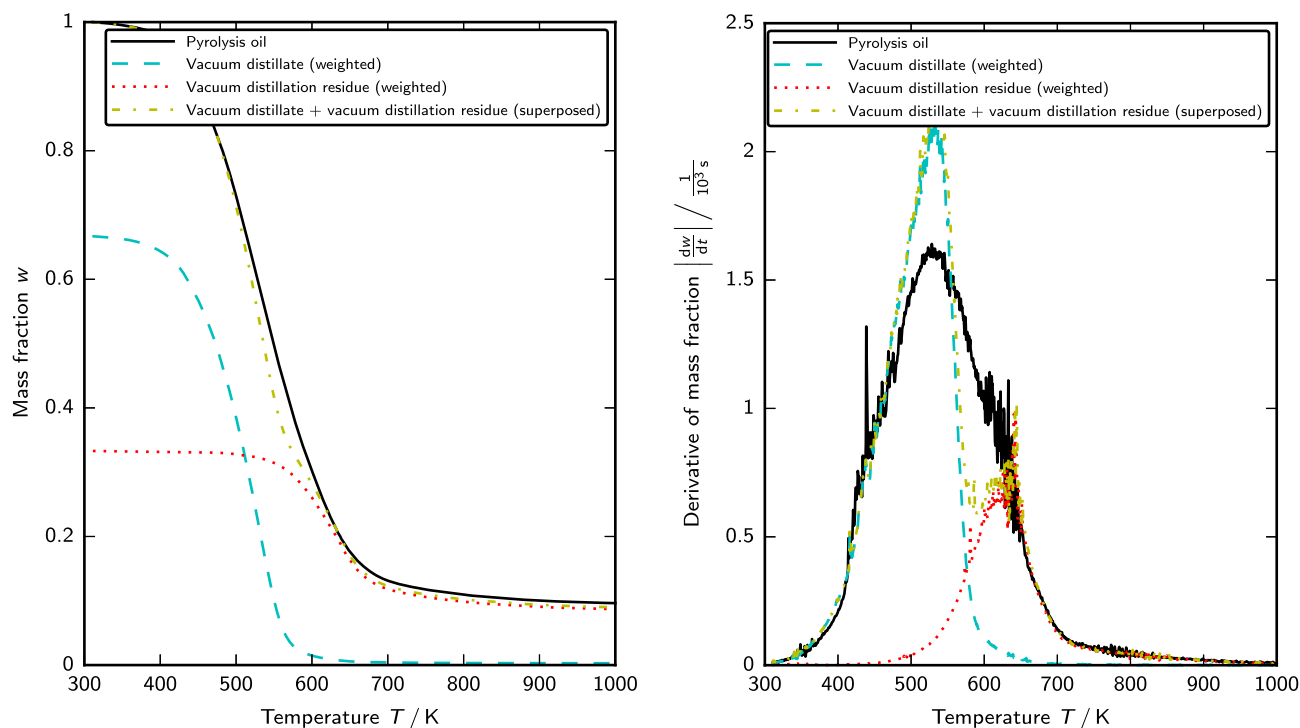 1
0.8
0.6
0.4
0.2
0
300 400 500 600 700 800 900 1000
Mass fraction w
Temperature T / K
Pyrolysis oil
Vacuum distillate (weighted)
Vacuum distillation residue (weighted)
Vacuum distillate + vacuum distillation residue (superposed)
2.5
2
1.5
1
0.5
0
300 400 500 600 700 800 900 1000
Derivative of mass fraction |dw/dt| / 1/10³ s
Temperature T / K
Pyrolysis oil
Vacuum distillate (weighted)
Vacuum distillation residue (weighted)
Vacuum distillate + vacuum distillation residue (superposed)